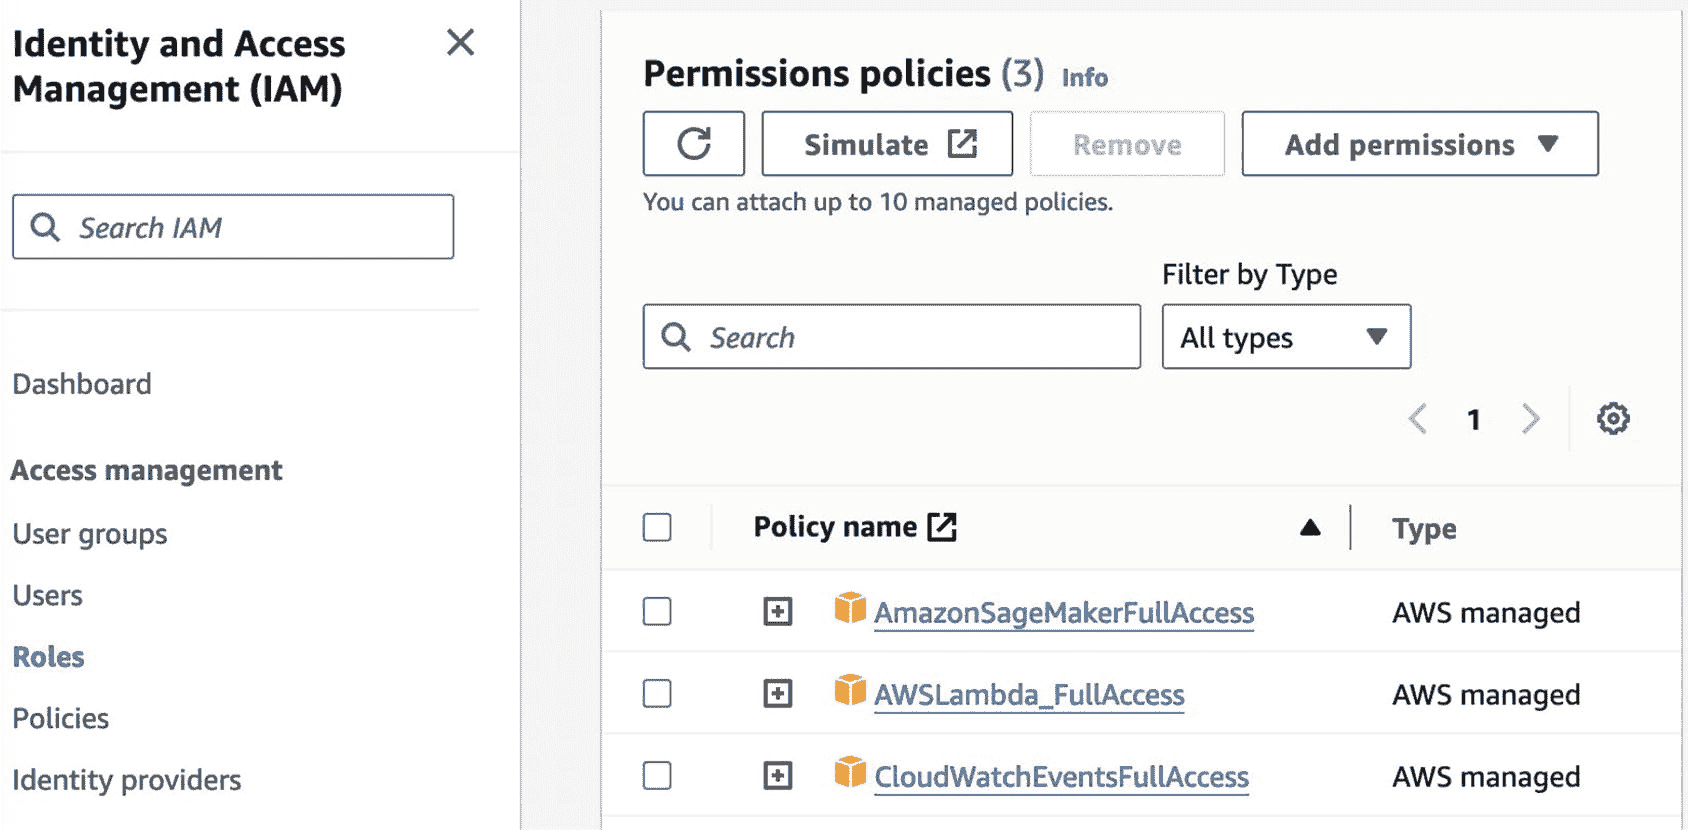 Identity and Access
Management (IAM)
Search IAM
Dashboard
Access management
User groups
Users
Roles
Policies
Identity providers
Permissions policies (3) Info
Simulate
Remove
Add permissions
You can attach up to 10 managed policies.
Filter by Type
Search
All types
1
Policy name
Type
AmazonSageMakerFullAccess AWS managed
AWSLambda_FullAccess AWS managed
CloudWatchEventsFullAccess AWS managed